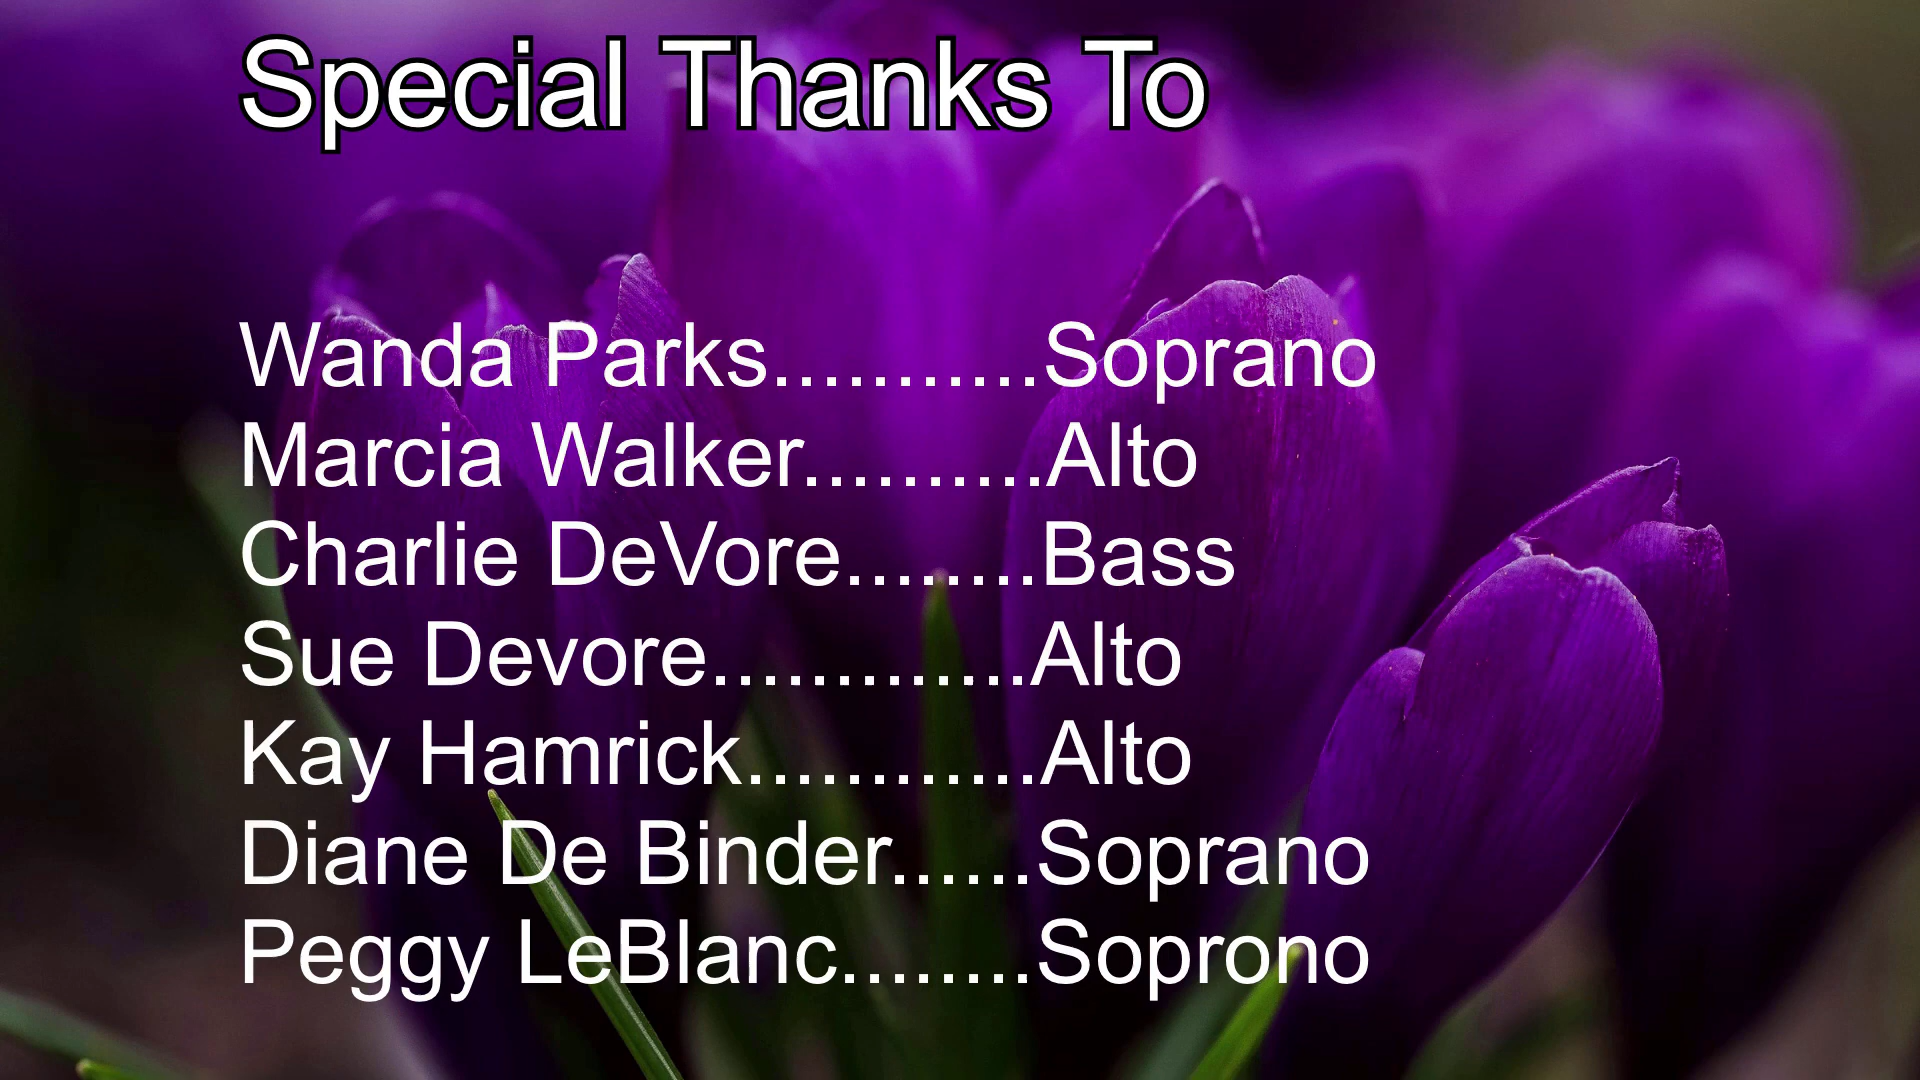 Special Thanks To
Wanda Parks...........Soprano
Marcia Walker..........Alto
Charlie DeVore........Bass
Sue Devore.............Alto
Kay Hamrick............Alto
Diane De Binder......Soprano
Peggy LeBlanc........Soprono